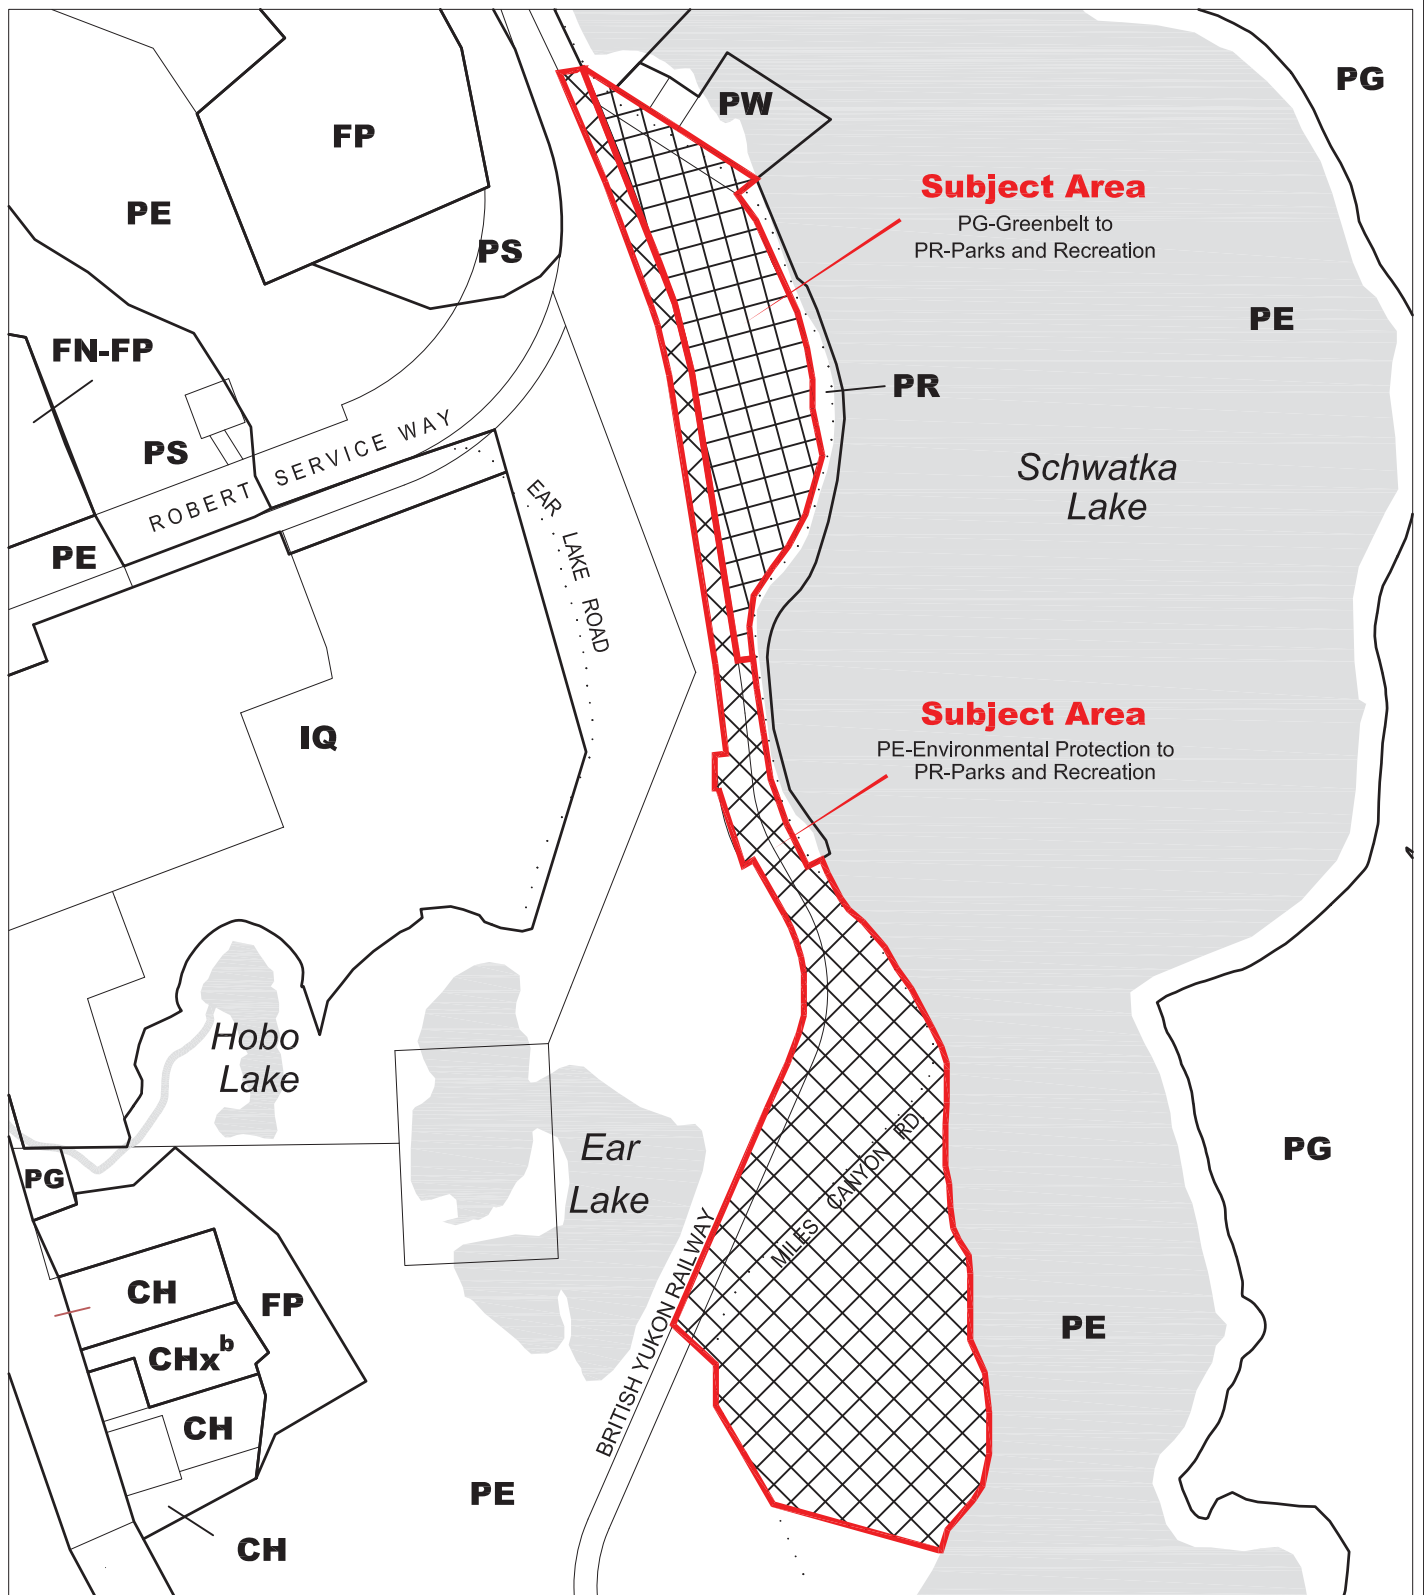 PG
PW
FP
Subject Area
PG-Greenbelt to
PR-Parks and Recreation
PE
PS
PE
FN-FP
PR
PS
ROBERT SERVICE WAY
Schwatka
Lake
EAR LAKE ROAD
PE
Subject Area
PE-Environmental Protection to
PR-Parks and Recreation
IQ
Hobo
Lake
Ear
Lake
MILES CANYON RD
PG
PG
BRITISH YUKON RAILWAY
CH
FP
PE
CHxb
CH
PE
CH